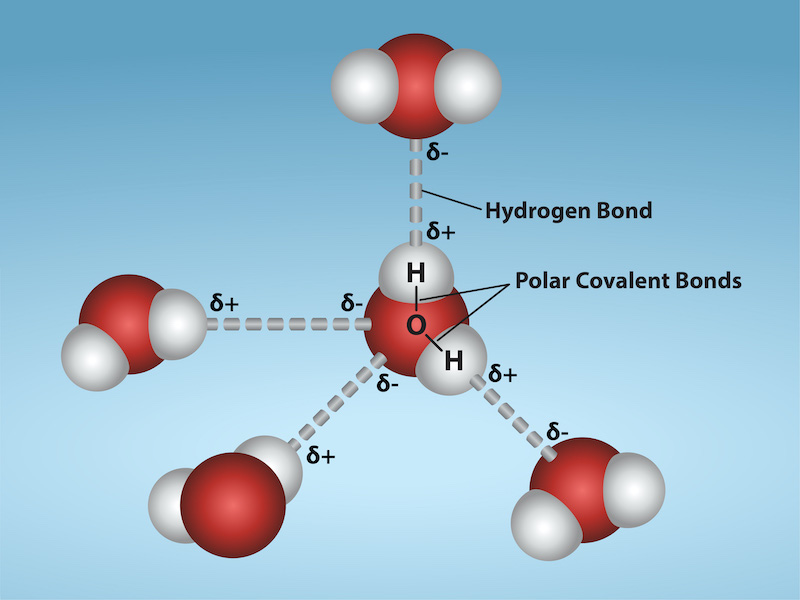 δ-
Hydrogen Bond
δ+
H
Polar Covalent Bonds
δ+
δ-
O
H
δ-
δ+
δ-
δ+